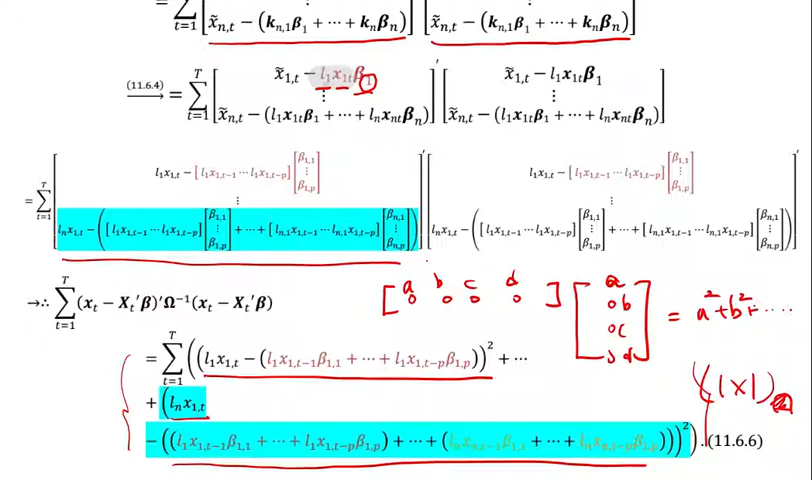 = ∑_{t=1}^{T} [ ⋮ x̃_{n,t} − (k_{n,1}β_1 + ⋯ + k_nβ_n) ] [ ⋮ x̃_{n,t} − (k_{n,1}β_1 + ⋯ + k_nβ_n) ]
(11.6.4) → = ∑_{t=1}^{T} [ x̃_{1,t} − l_1x_{1t}β_1 ⋮ x̃_{n,t} − (l_1x_{1t}β_1 + ⋯ + l_nx_{nt}β_n) ]′ [ x̃_{1,t} − l_1x_{1t}β_1 ⋮ x̃_{n,t} − (l_1x_{1t}β_1 + ⋯ + l_nx_{nt}β_n) ]
= ∑_{t=1}^{T} [ l_1x_{1,t} − [l_1x_{1,t−1} ⋯ l_1x_{1,t−p}] [β_{1,1} ⋮ β_{1,p}] ⋮ l_nx_{1,t} − ([l_1x_{1,t−1} ⋯ l_1x_{1,t−p}] [β_{1,1} ⋮ β_{1,p}] + ⋯ + [l_{n,1}x_{1,t−1} ⋯ l_{n,1}x_{1,t−p}] [β_{n,1} ⋮ β_{n,p}]) ]′ [ l_1x_{1,t} − [l_1x_{1,t−1} ⋯ l_1x_{1,t−p}] [β_{1,1} ⋮ β_{1,p}] ⋮ l_nx_{1,t} − ([l_1x_{1,t−1} ⋯ l_1x_{1,t−p}] [β_{1,1} ⋮ β_{1,p}] + ⋯ + [l_{n,1}x_{1,t−1} ⋯ l_{n,1}x_{1,t−p}] [β_{n,1} ⋮ β_{n,p}]) ]
[a b c d] [a b c d] = a² + b² + ⋯
→∴ ∑_{t=1}^{T} (x_t − X_t′β)′Ω^{−1}(x_t − X_t′β)
= ∑_{t=1}^{T} ((l_1x_{1,t} − (l_1x_{1,t−1}β_{1,1} + ⋯ + l_1x_{1,t−p}β_{1,p}))² + ⋯
+ (l_nx_{1,t}
− ((l_1x_{1,t−1}β_{1,1} + ⋯ + l_1x_{1,t−p}β_{1,p}) + ⋯ + (l_nx_{n,t−1}β_{1,1} + ⋯ + l_nx_{n,t−p}β_{1,p})))²). (11.6.6)